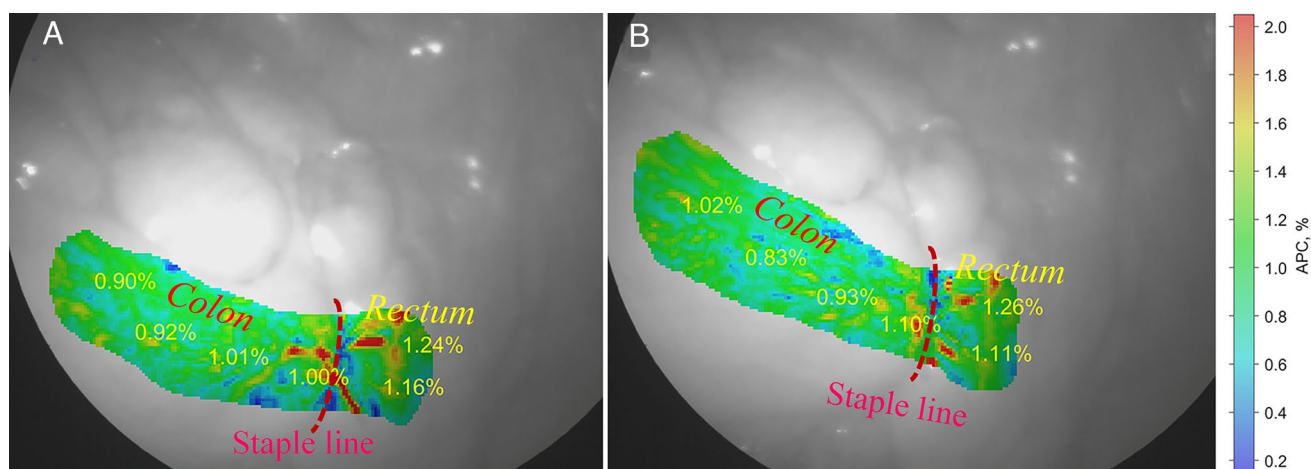 A
0.90%
Colon
0.92%
1.01%
1.00%
Rectum
1.24%
1.16%
Staple line
B
1.02%
Colon
0.83%
0.93%
1.10%
Rectum
1.26%
1.11%
Staple line
2.0
1.8
1.6
1.4
1.2
1.0
0.8
0.6
0.4
0.2
APC, %